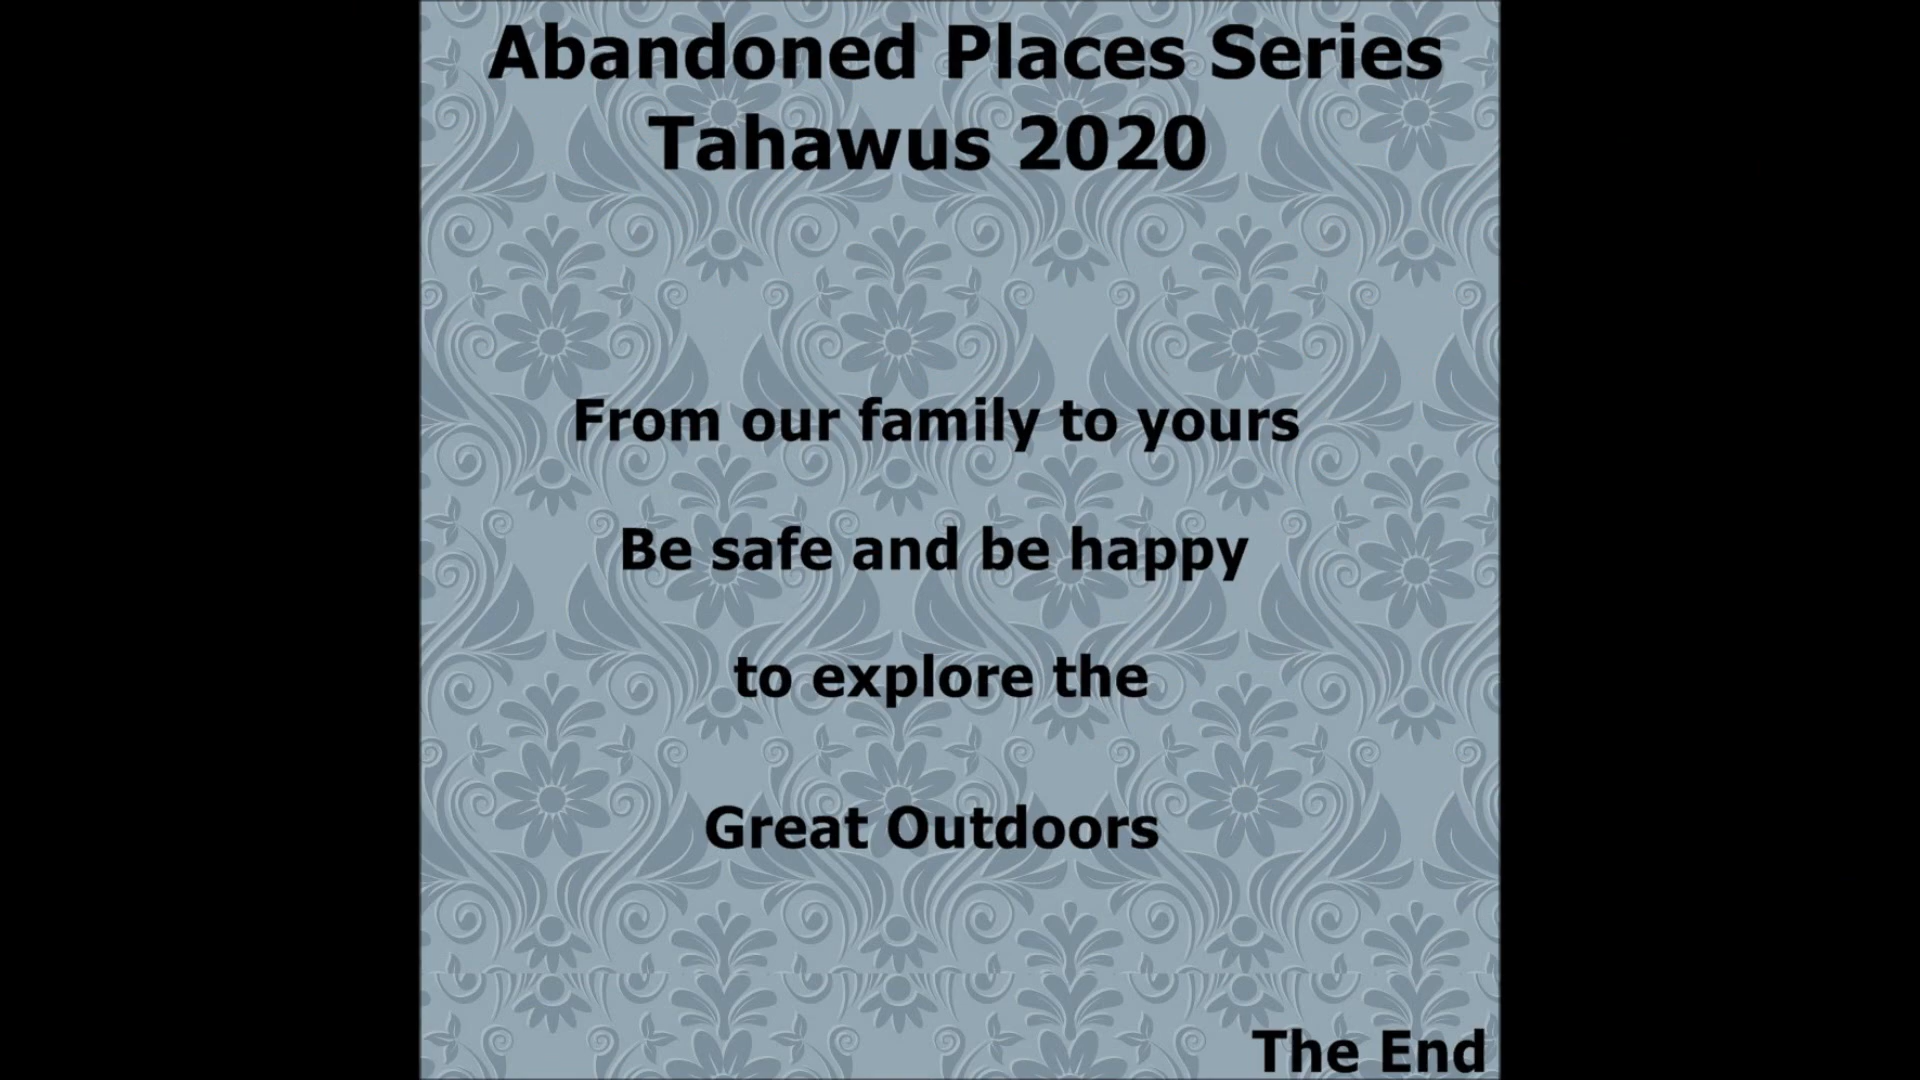 Abandoned Places Series
Tahawus 2020
From our family to yours
Be safe and be happy
to explore the
Great Outdoors
The End